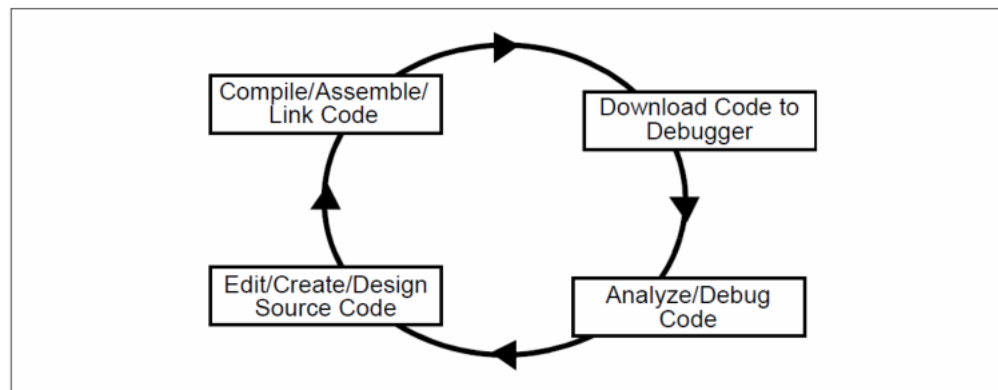 Compile/Assemble/
Link Code
Download Code to
Debugger
Edit/Create/Design
Source Code
Analyze/Debug
Code